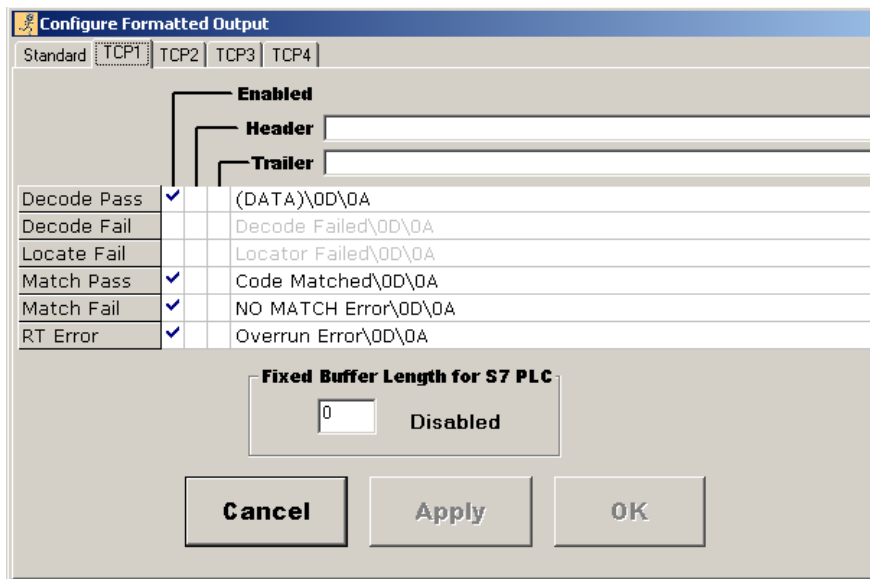 Configure Formatted Output
Standard TCP1 TCP2 TCP3 TCP4
Enabled
Header
Trailer
Decode Pass (DATA)\0D\0A
Decode Fail Decode Failed\0D\0A
Locate Fail Locator Failed\0D\0A
Match Pass Code Matched\0D\0A
Match Fail NO MATCH Error\0D\0A
RT Error Overrun Error\0D\0A
Fixed Buffer Length for S7 PLC
0 Disabled
Cancel Apply OK